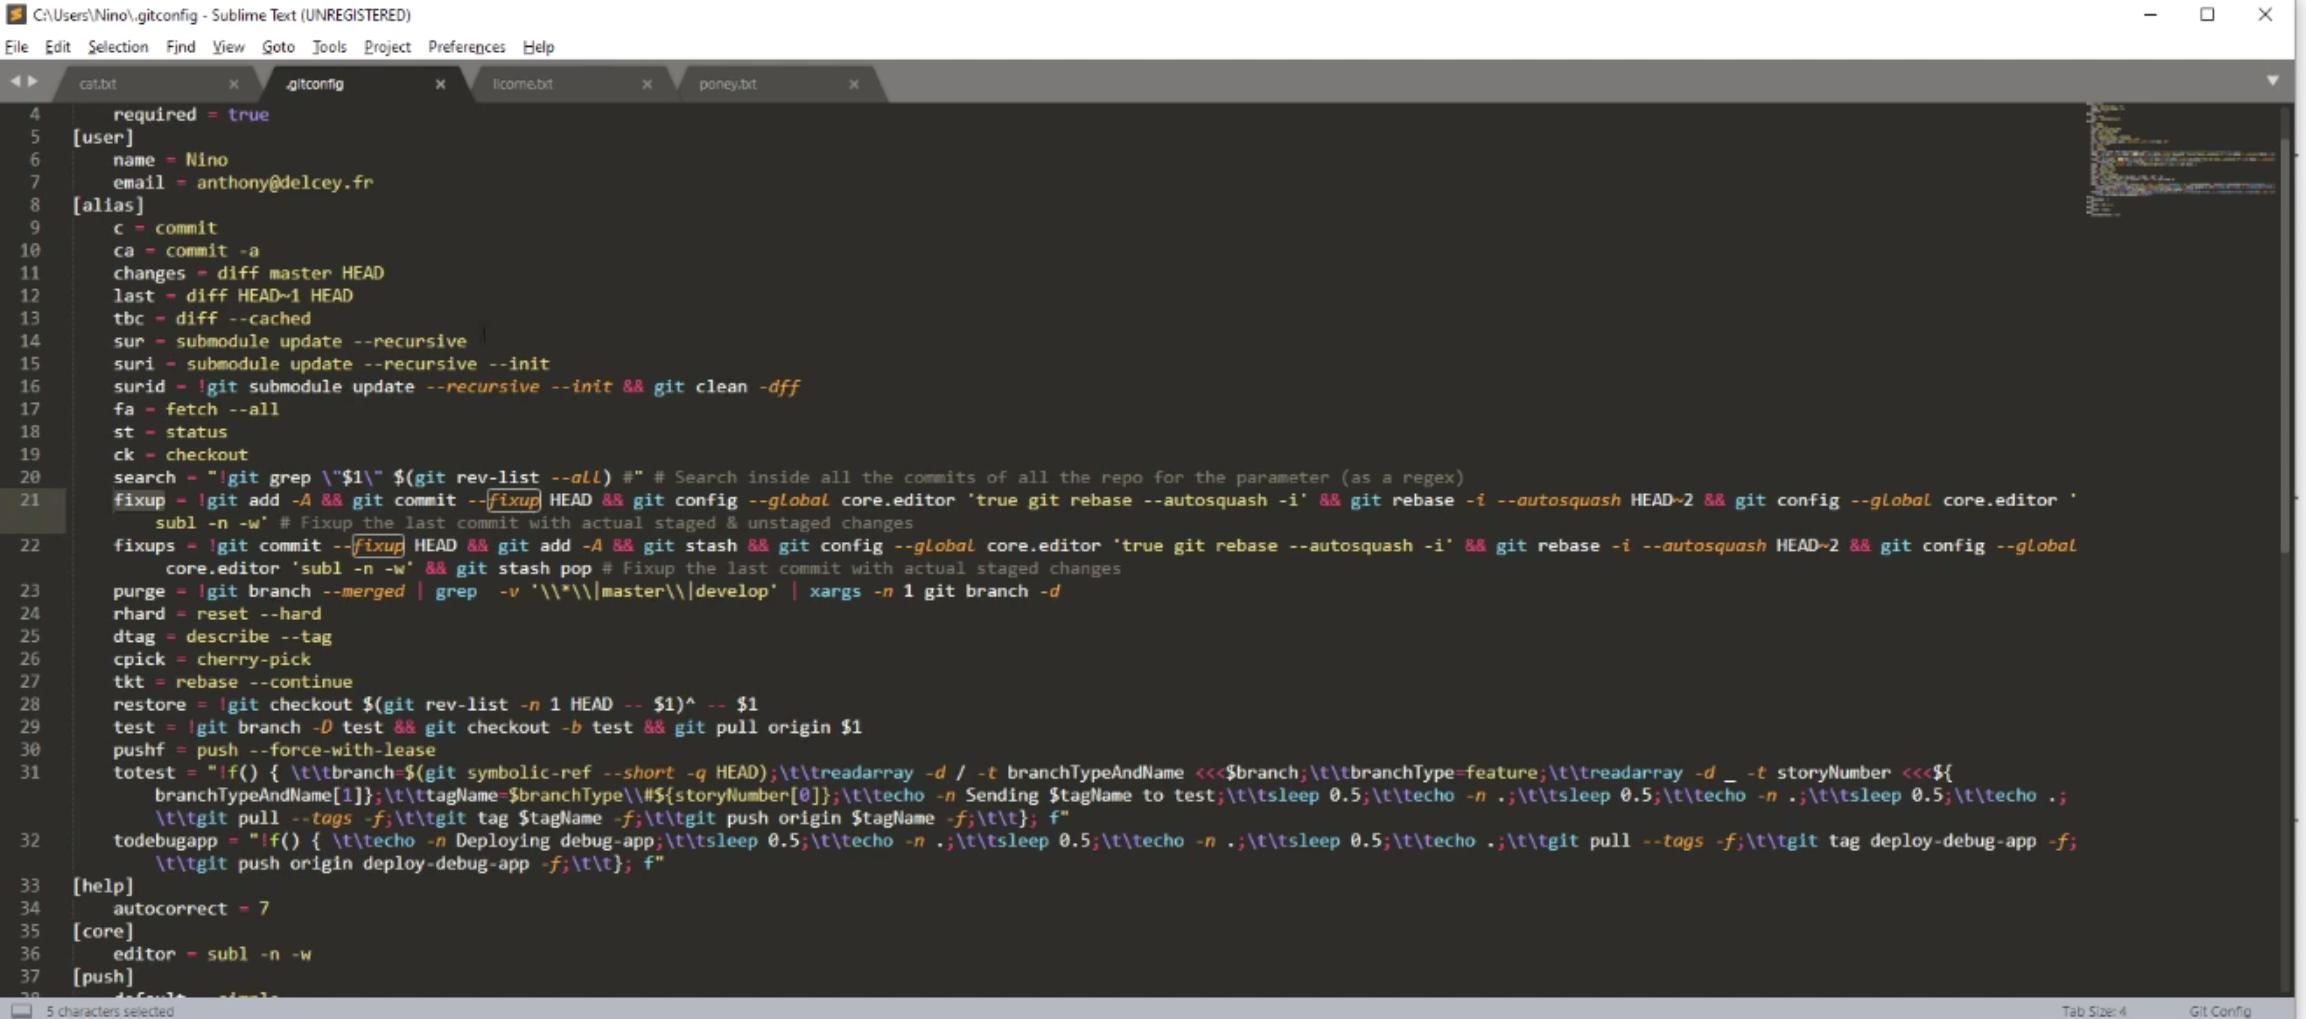 C:\Users\Nino\.gitconfig - Sublime Text (UNREGISTERED)
File Edit Selection Find View Goto Tools Project Preferences Help
cat.txt .gitconfig licorne.txt poney.txt
4 required = true
5 [user]
6 name = Nino
7 email = anthony@delcey.fr
8 [alias]
9 c = commit
10 ca = commit -a
11 changes = diff master HEAD
12 last = diff HEAD~1 HEAD
13 tbc = diff --cached
14 sur = submodule update --recursive
15 suri = submodule update --recursive --init
16 surid = !git submodule update --recursive --init && git clean -dff
17 fa = fetch --all
18 st = status
19 ck = checkout
20 search = "!git grep \"$1\" $(git rev-list --all) #" # Search inside all the commits of all the repo for the parameter (as a regex)
21 fixup = !git add -A && git commit --fixup HEAD && git config --global core.editor 'true git rebase --autosquash -i' && git rebase -i --autosquash HEAD~2 && git config --global core.editor '
subl -n -w' # Fixup the last commit with actual staged & unstaged changes
22 fixups = !git commit --fixup HEAD && git add -A && git stash && git config --global core.editor 'true git rebase --autosquash -i' && git rebase -i --autosquash HEAD~2 && git config --global
core.editor 'subl -n -w' && git stash pop # Fixup the last commit with actual staged changes
23 purge = !git branch --merged | grep -v '\\*\\|master\\|develop' | xargs -n 1 git branch -d
24 rhard = reset --hard
25 dtag = describe --tag
26 cpick = cherry-pick
27 tkt = rebase --continue
28 restore = !git checkout $(git rev-list -n 1 HEAD -- $1)^ -- $1
29 test = !git branch -D test && git checkout -b test && git pull origin $1
30 pushf = push --force-with-lease
31 totest = "!f() { \t\tbranch=$(git symbolic-ref --short -q HEAD);\t\treadarray -d / -t branchTypeAndName <<<$branch;\t\tbranchType=feature;\t\treadarray -d _ -t storyNumber <<<${
branchTypeAndName[1]};\t\ttagName=$branchType\\#${storyNumber[0]};\t\techo -n Sending $tagName to test;\t\tsleep 0.5;\t\techo -n .;\t\tsleep 0.5;\t\techo -n .;\t\tsleep 0.5;\t\techo .;
\t\tgit pull --tags -f;\t\tgit tag $tagName -f;\t\tgit push origin $tagName -f;\t\t}; f"
32 todebugapp = "!f() { \t\techo -n Deploying debug-app;\t\tsleep 0.5;\t\techo -n .;\t\tsleep 0.5;\t\techo -n .;\t\tsleep 0.5;\t\techo .;\t\tgit pull --tags -f;\t\tgit tag deploy-debug-app -f;
\t\tgit push origin deploy-debug-app -f;\t\t}; f"
33 [help]
34 autocorrect = 7
35 [core]
36 editor = subl -n -w
37 [push]
5 characters selected Tab Size: 4 Git Config